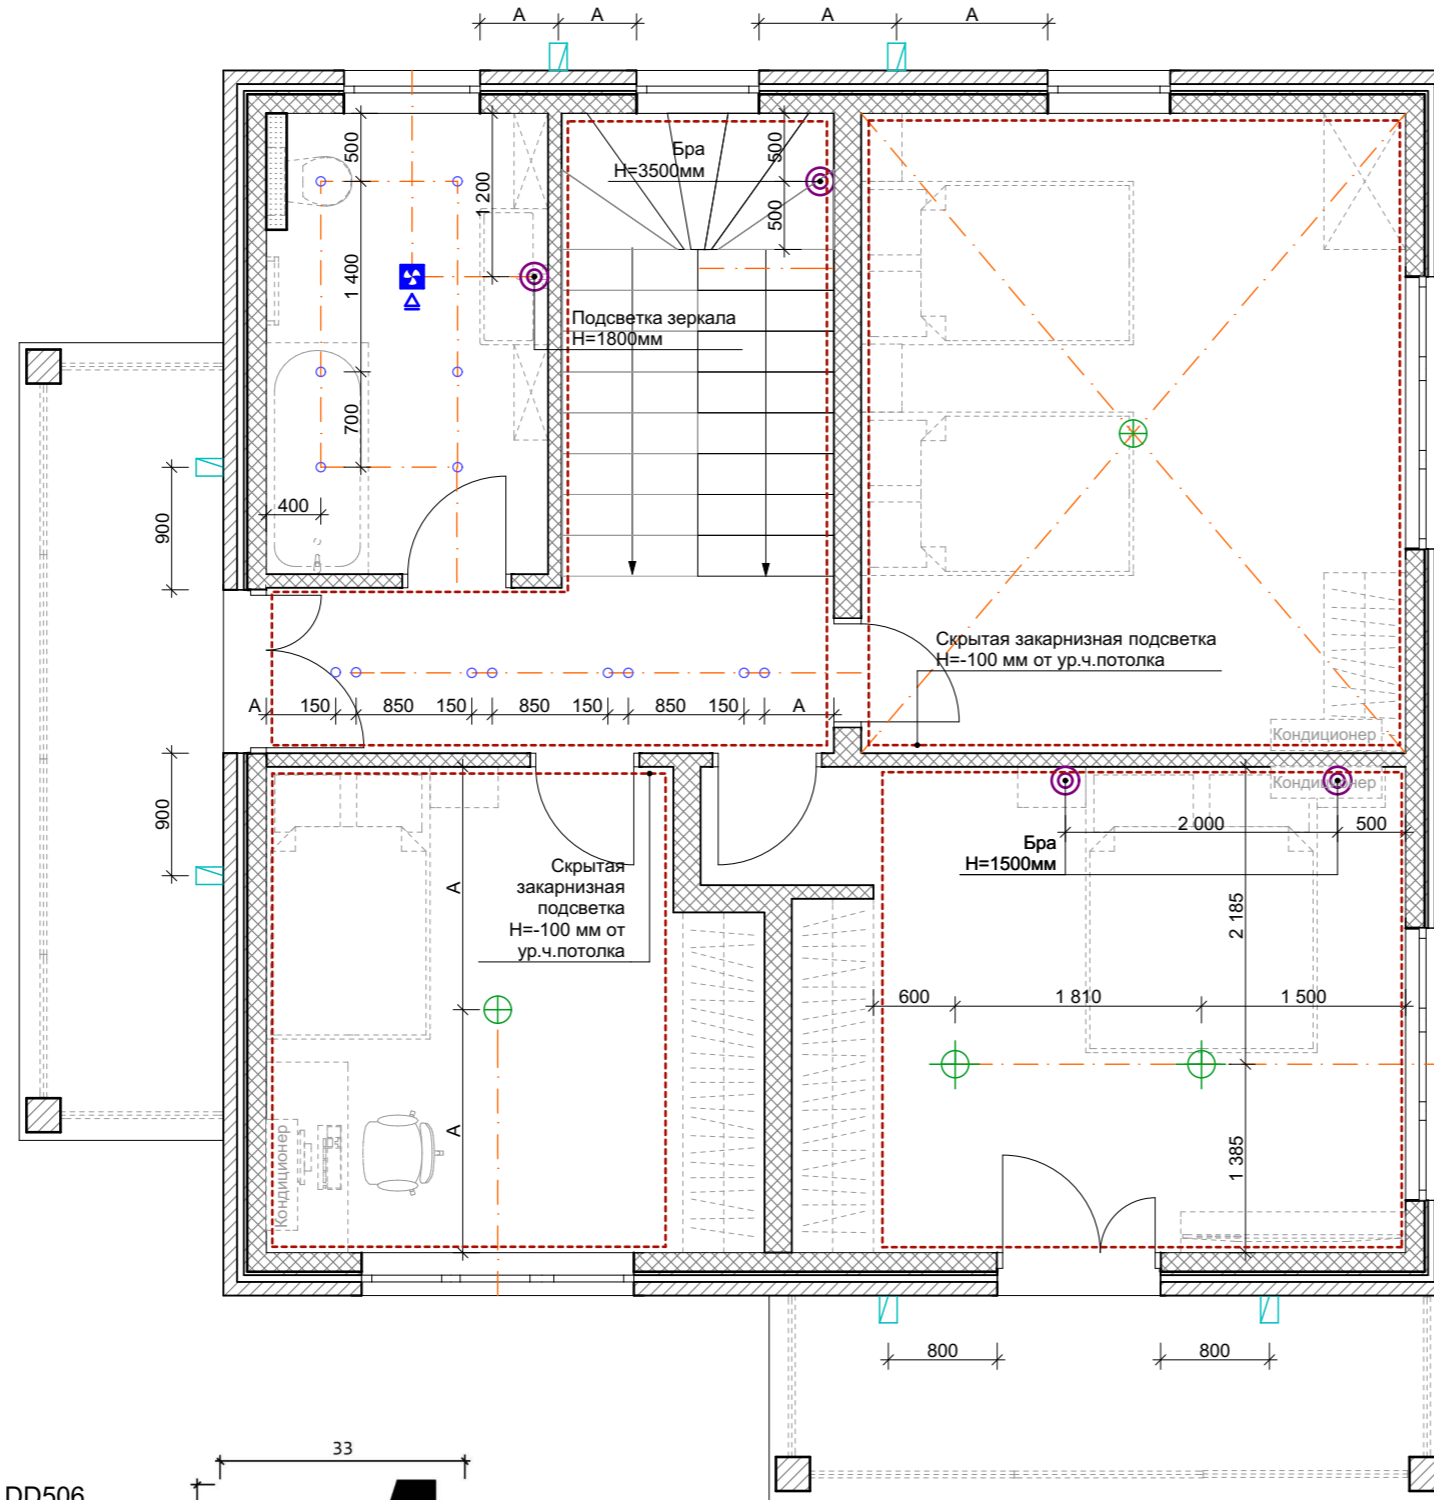 A
A
A
A
500
1 200
Бра
H=3500мм
500
500
1 400
Подсветка зеркала
H=1800мм
700
400
900
Скрытая закарнизная подсветка
H=-100 мм от ур.ч.потолка
A
150
850
150
850
150
850
150
A
Кондиционер
Кондиционер
900
2 000
500
Бра
H=1500мм
Скрытая
закарнизная
подсветка
H=-100 мм от
ур.ч.потолка
A
2 185
600
1 810
1 500
A
1 385
Кондиционер
800
800
33
DD506